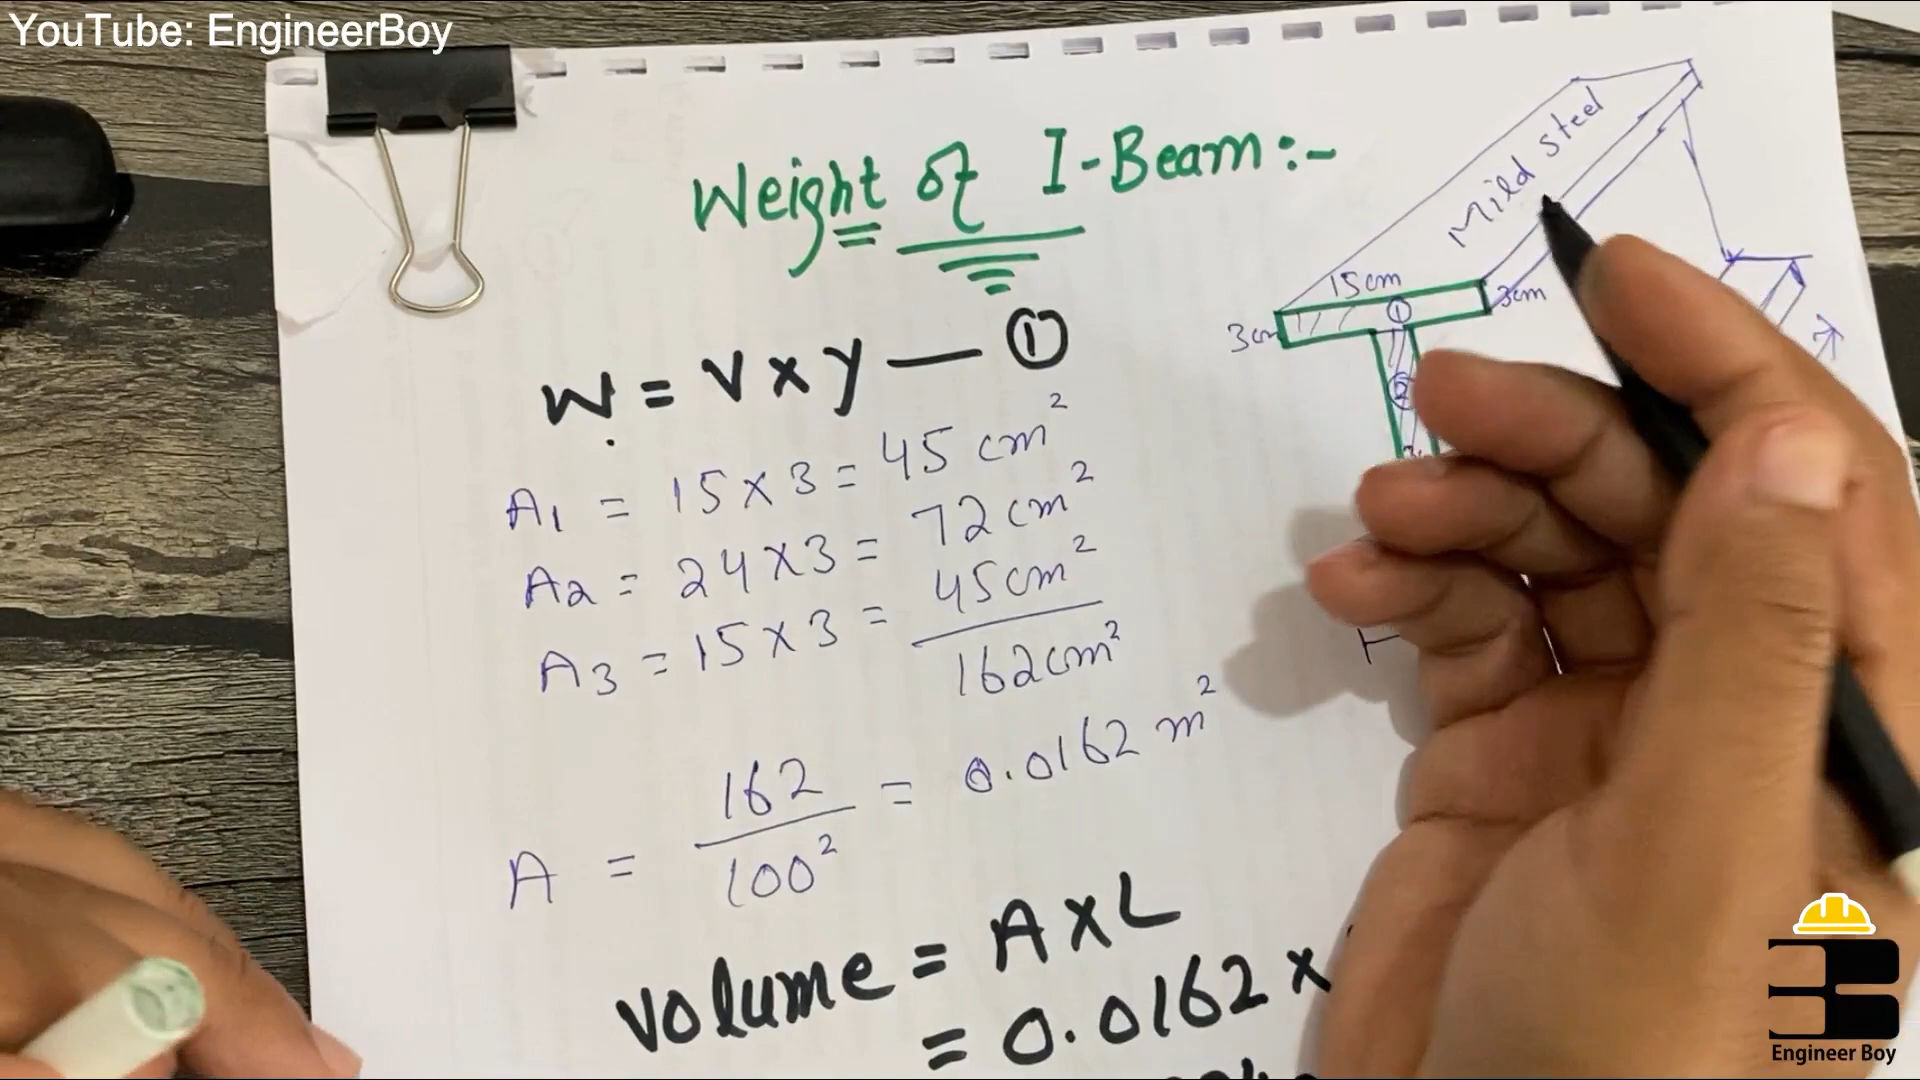 YouTube: EngineerBoy
Weight of I-Beam:-
Mild steel
15cm
3cm
3cm
①
②
W = V x y — ①
A1 = 15 x 3 = 45 cm²
A2 = 24 x 3 = 72 cm²
A3 = 15 x 3 = 45 cm²
162 cm²
A = 162 / 100² = 0.0162 m²
Volume = A x L
= 0.0162 x
Engineer Boy